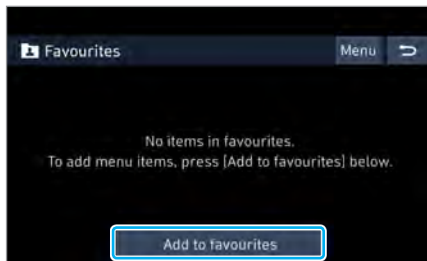 Favourites Menu
No items in favourites.
To add menu items, press [Add to favourites] below.
Add to favourites